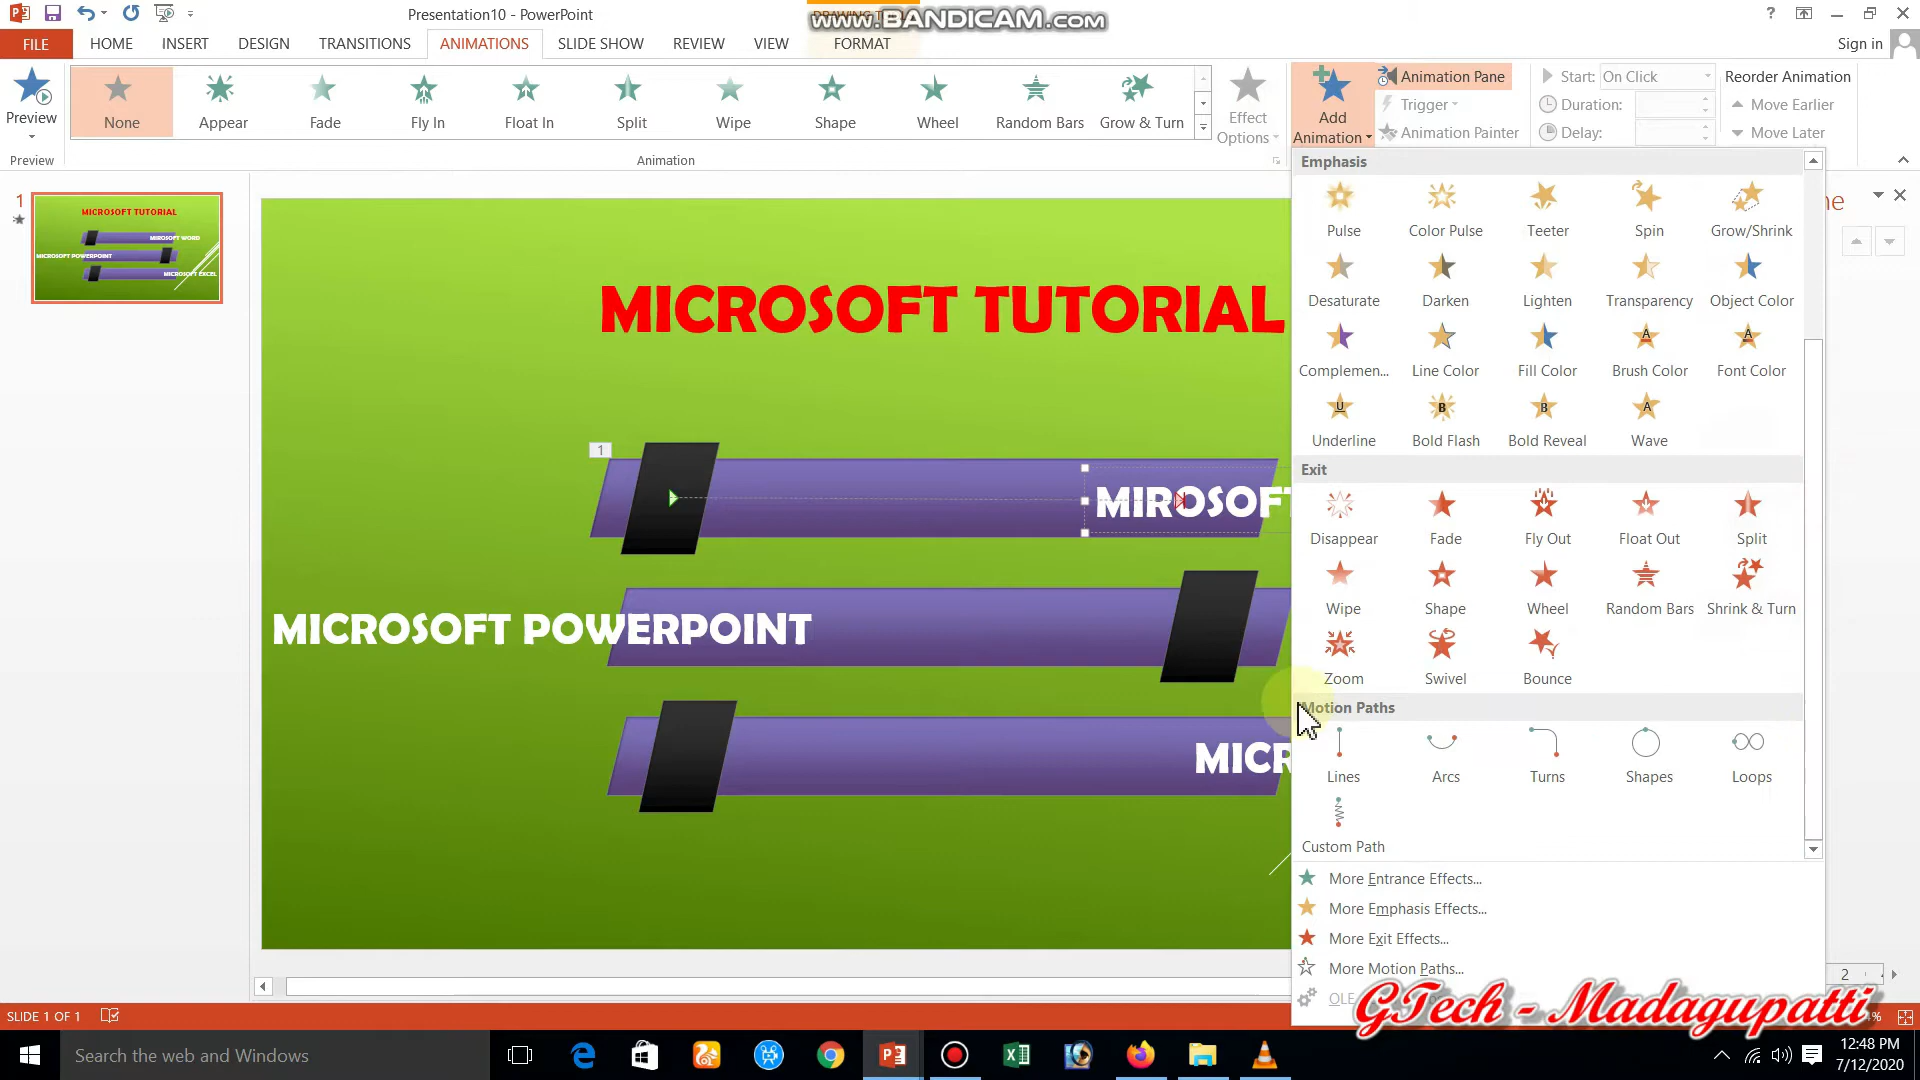 Presentation10 - PowerPoint
www.BANDICAM.com
FILE
HOME
INSERT
DESIGN
TRANSITIONS
ANIMATIONS
SLIDE SHOW
REVIEW
VIEW
FORMAT
Sign in
Preview
None
Appear
Fade
Fly In
Float In
Split
Wipe
Shape
Wheel
Random Bars
Grow & Turn
Effect
Options
Add
Animation
Animation Pane
Trigger
Animation Painter
Start: On Click
Duration:
Delay:
Reorder Animation
Move Earlier
Move Later
Preview
Animation
1
MICROSOFT TUTORIAL
MIROSOFT WORD
MICROSOFT POWERPOINT
MICROSOFT EXCEL
MICROSOFT TUTORIAL
1
MIROSOFT
MICROSOFT POWERPOINT
MICR
ne
Emphasis
Pulse
Color Pulse
Teeter
Spin
Grow/Shrink
Desaturate
Darken
Lighten
Transparency
Object Color
Complemen...
Line Color
Fill Color
Brush Color
Font Color
Underline
Bold Flash
Bold Reveal
Wave
Exit
Disappear
Fade
Fly Out
Float Out
Split
Wipe
Shape
Wheel
Random Bars
Shrink & Turn
Zoom
Swivel
Bounce
Motion Paths
Lines
Arcs
Turns
Shapes
Loops
Custom Path
More Entrance Effects...
More Emphasis Effects...
More Exit Effects...
More Motion Paths...
OLE
2
GTech - Madagupatti
SLIDE 1 OF 1
Search the web and Windows
12:48 PM
7/12/2020